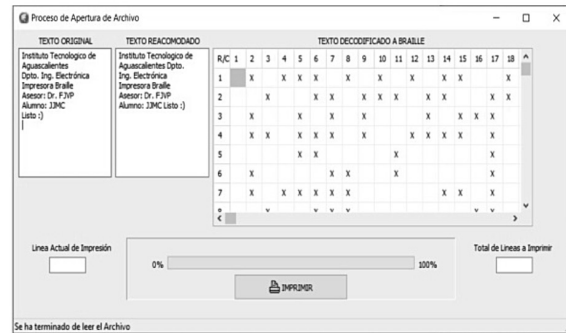 Proceso de Apertura de Archivo
TEXTO ORIGINAL
TEXTO REACOMODADO
TEXTO DECODIFICADO A BRAILLE
Instituto Tecnologico de
Aguascalientes
Dpto. Ing. Electrónica
Impresora Braille
Asesor: Dr. FJVP
Alumno: JJMC
Listo :)
Instituto Tecnologico de
Aguascalientes Dpto.
Ing. Electrónica
Impresora Braille
Asesor: Dr. FJVP
Alumno: JJMC Listo :)
R/C 1 2 3 4 5 6 7 8 9 10 11 12 13 14 15 16 17 18
1 X X X X X X X X X X
2 X X X X X X X X X X
3 X X X X X X X X
4 X X X X X X X X X X X
5 X X X X
6 X X X X X
7 X X X X X X X X X
8 X X X X X X
Linea Actual de Impresión
0%
100%
Total de Lineas a Imprimir
IMPRIMIR
Se ha terminado de leer el Archivo